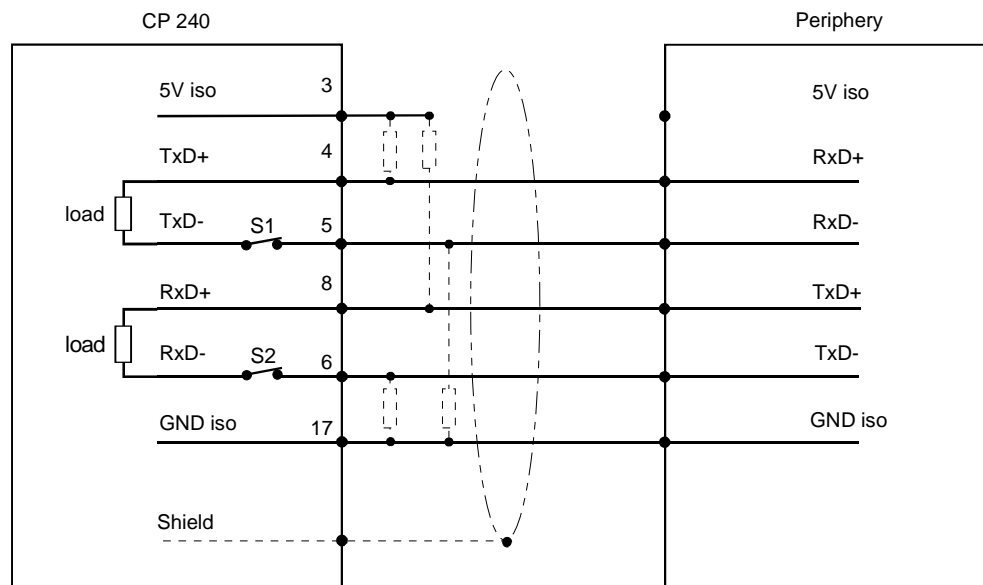 CP 240 Periphery
5V iso 3 5V iso
TxD+ 4 RxD+
load
TxD- S1 5 RxD-
RxD+ 8 TxD+
load
RxD- S2 6 TxD-
GND iso 17 GND iso
Shield